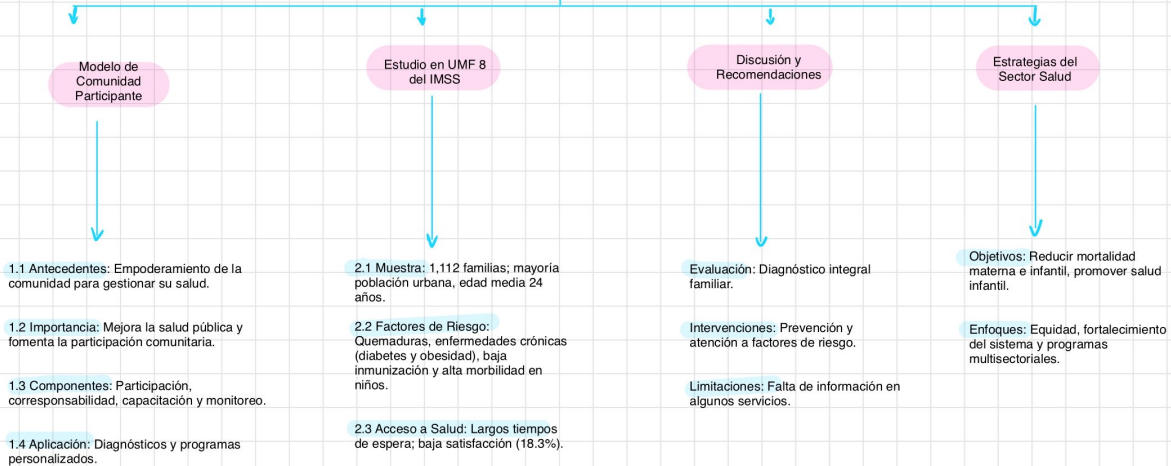 Modelo de
Comunidad
Participante
Estudio en UMF 8
del IMSS
Discusión y
Recomendaciones
Estrategias del
Sector Salud
1.1 Antecedentes: Empoderamiento de la
comunidad para gestionar su salud.
1.2 Importancia: Mejora la salud pública y
fomenta la participación comunitaria.
1.3 Componentes: Participación,
corresponsabilidad, capacitación y monitoreo.
1.4 Aplicación: Diagnósticos y programas
personalizados.
2.1 Muestra: 1,112 familias; mayoría
población urbana, edad media 24
años.
2.2 Factores de Riesgo:
Quemaduras, enfermedades crónicas
(diabetes y obesidad), baja
inmunización y alta morbilidad en
niños.
2.3 Acceso a Salud: Largos tiempos
de espera; baja satisfacción (18.3%).
Evaluación: Diagnóstico integral
familiar.
Intervenciones: Prevención y
atención a factores de riesgo.
Limitaciones: Falta de información en
algunos servicios.
Objetivos: Reducir mortalidad
materna e infantil, promover salud
infantil.
Enfoques: Equidad, fortalecimiento
del sistema y programas
multisectoriales.